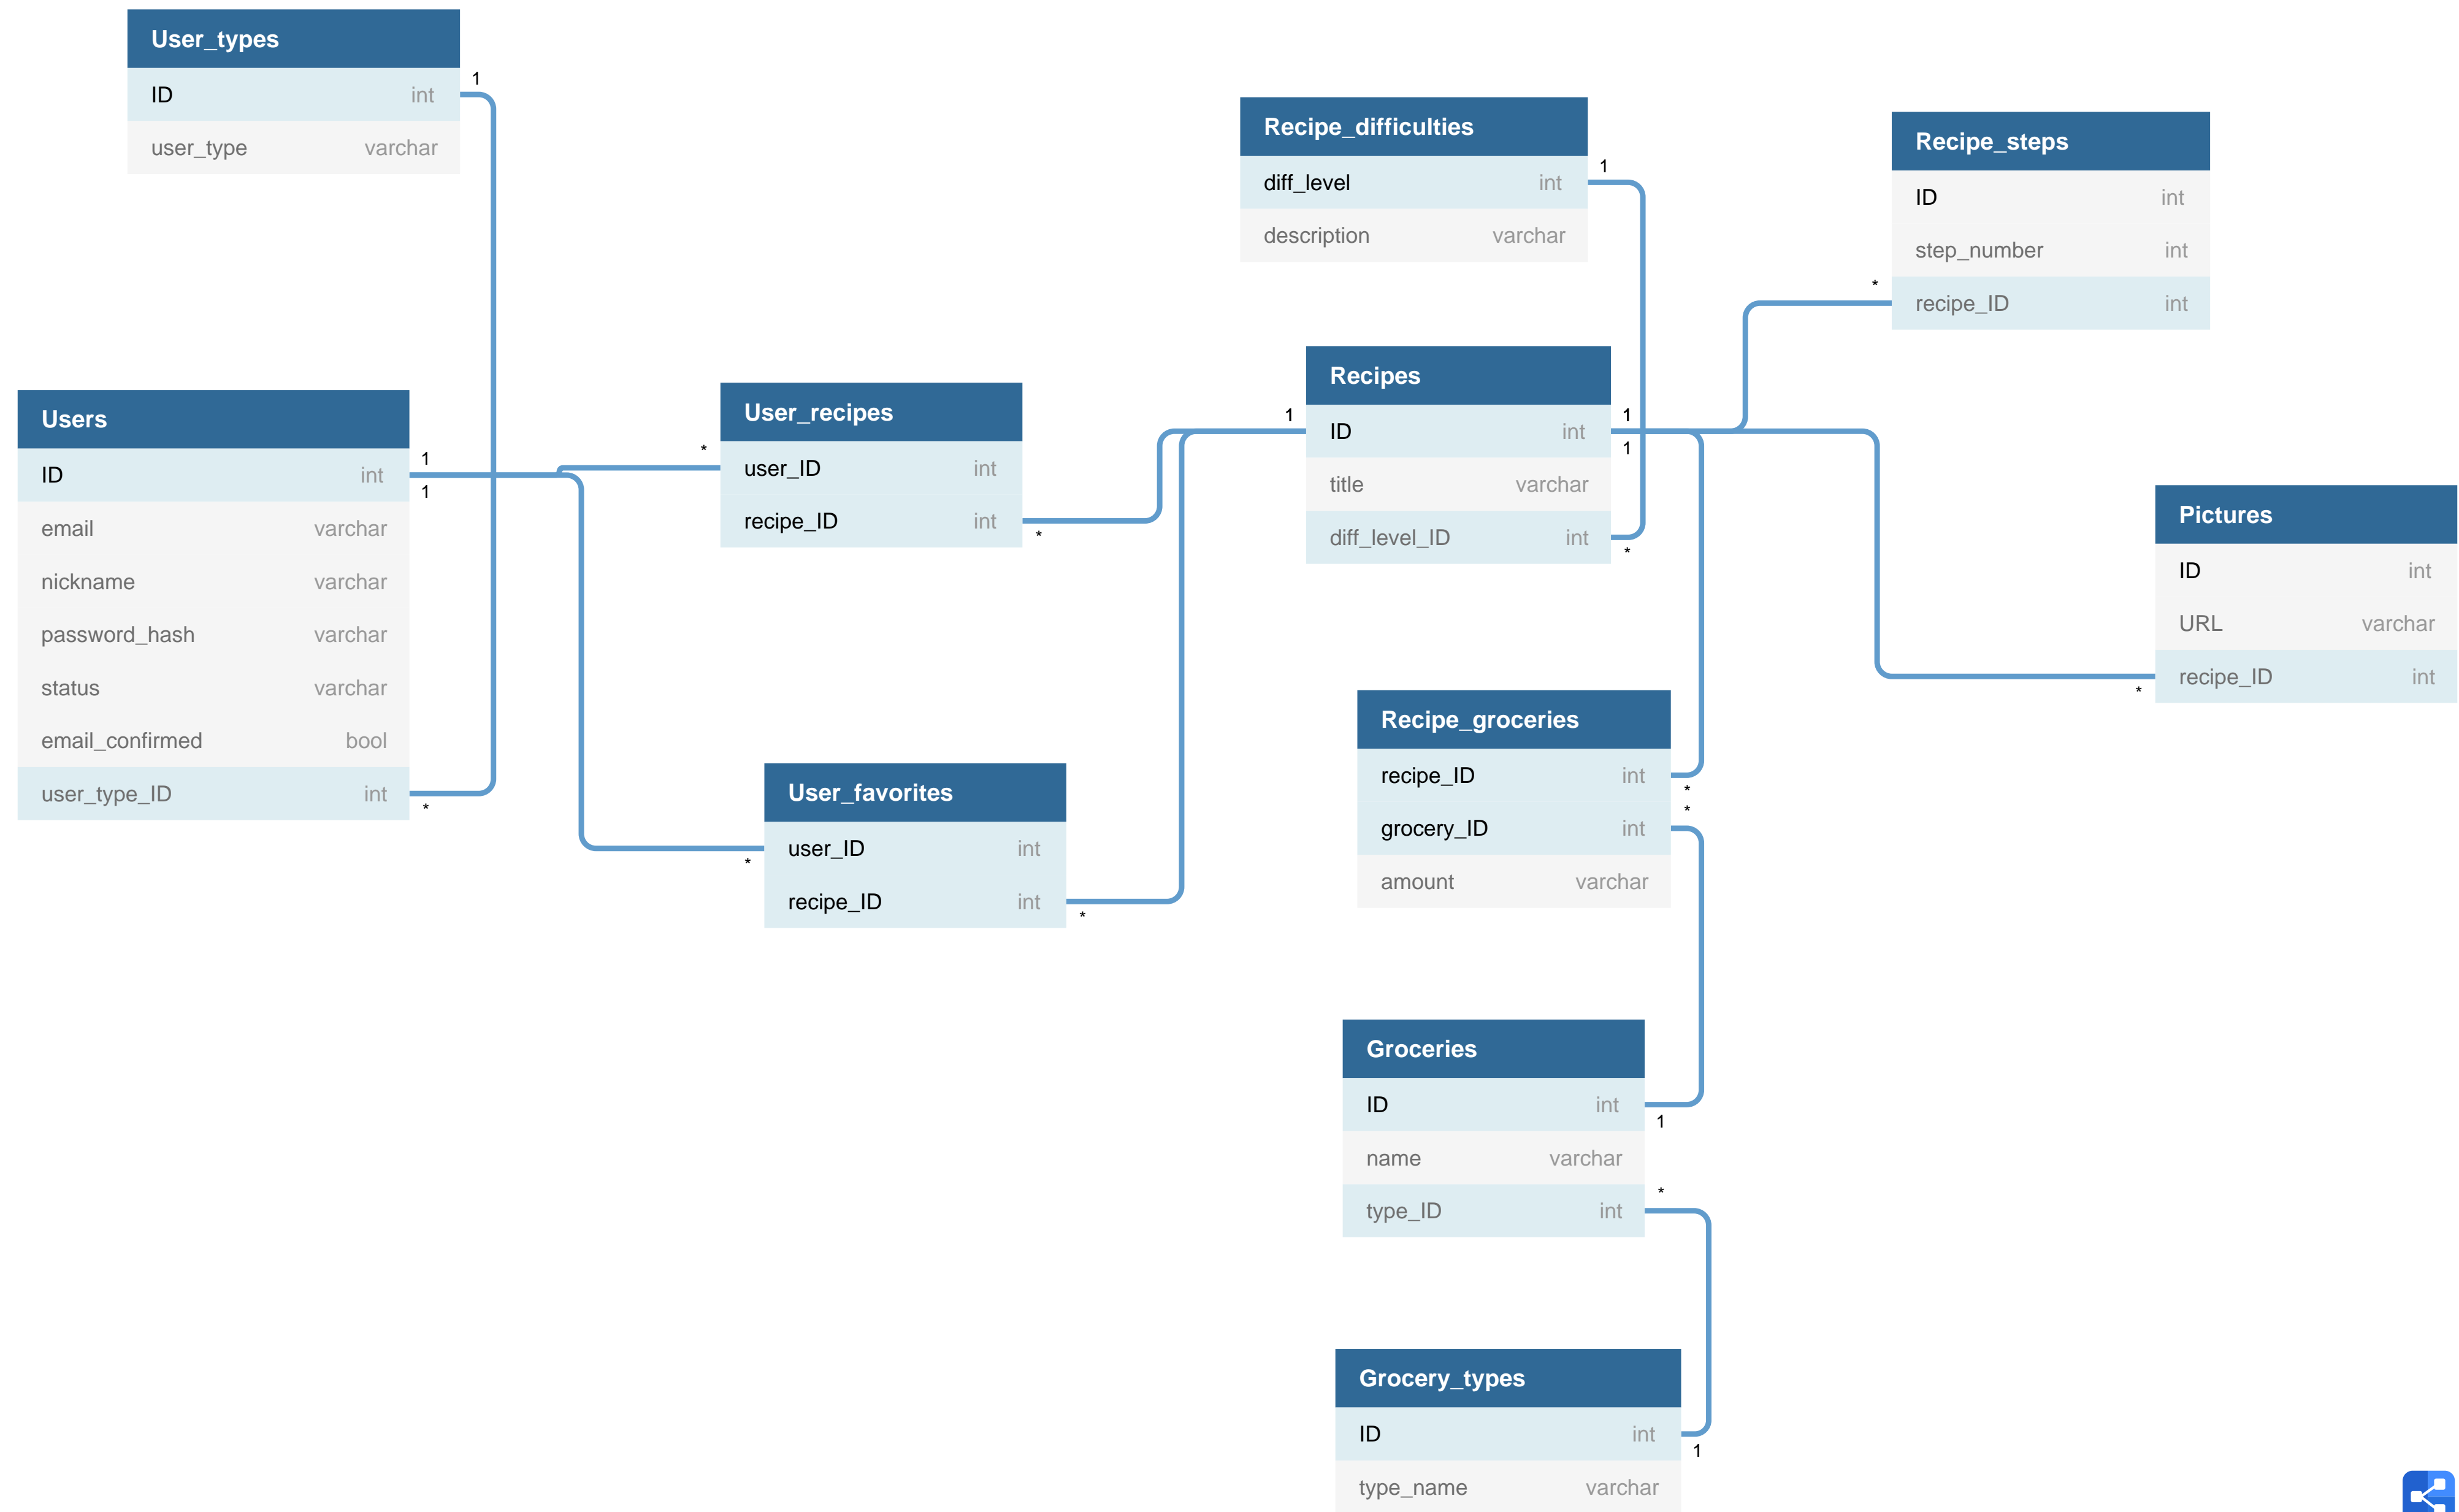 User_types
ID int
user_type varchar
1
Users
ID int
email varchar
nickname varchar
password_hash varchar
status varchar
email_confirmed bool
user_type_ID int
1
1
*
User_recipes
user_ID int
recipe_ID int
*
*
User_favorites
user_ID int
recipe_ID int
*
*
Recipe_difficulties
diff_level int
description varchar
1
Recipes
ID int
title varchar
diff_level_ID int
1
1
1
*
Recipe_steps
ID int
step_number int
recipe_ID int
*
Pictures
ID int
URL varchar
recipe_ID int
*
Recipe_groceries
recipe_ID int
grocery_ID int
amount varchar
*
*
Groceries
ID int
name varchar
type_ID int
1
*
Grocery_types
ID int
type_name varchar
1